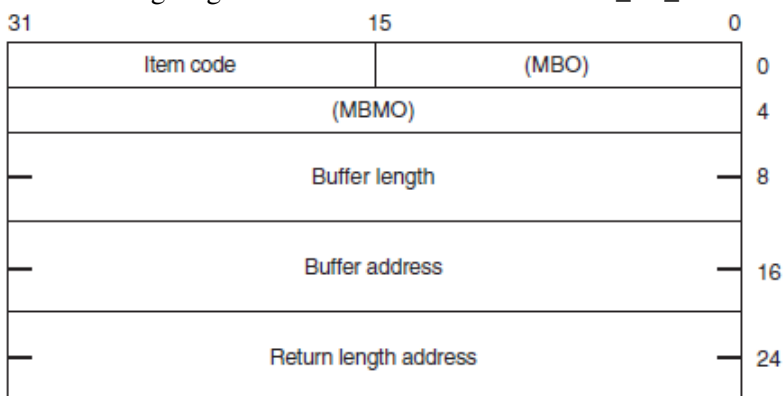 31 15 0
Item code (MBO) 0
(MBMO) 4
Buffer length 8
Buffer address 16
Return length address 24